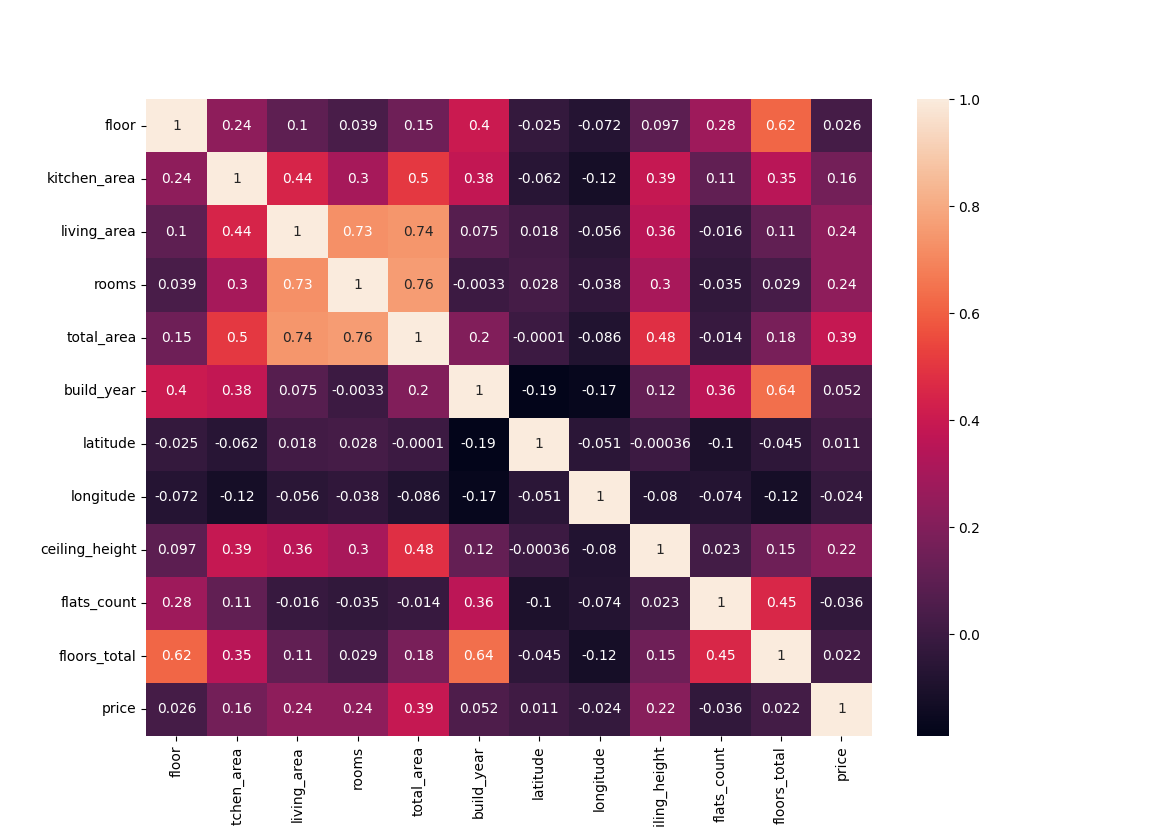 floor 1 0.24 0.1 0.039 0.15 0.4 -0.025 -0.072 0.097 0.28 0.62 0.026
kitchen_area 0.24 1 0.44 0.3 0.5 0.38 -0.062 -0.12 0.39 0.11 0.35 0.16
living_area 0.1 0.44 1 0.73 0.74 0.075 0.018 -0.056 0.36 -0.016 0.11 0.24
rooms 0.039 0.3 0.73 1 0.76 -0.0033 0.028 -0.038 0.3 -0.035 0.029 0.24
total_area 0.15 0.5 0.74 0.76 1 0.2 -0.0001 -0.086 0.48 -0.014 0.18 0.39
build_year 0.4 0.38 0.075 -0.0033 0.2 1 -0.19 -0.17 0.12 0.36 0.64 0.052
latitude -0.025 -0.062 0.018 0.028 -0.0001 -0.19 1 -0.051 -0.00036 -0.1 -0.045 0.011
longitude -0.072 -0.12 -0.056 -0.038 -0.086 -0.17 -0.051 1 -0.08 -0.074 -0.12 -0.024
ceiling_height 0.097 0.39 0.36 0.3 0.48 0.12 -0.00036 -0.08 1 0.023 0.15 0.22
flats_count 0.28 0.11 -0.016 -0.035 -0.014 0.36 -0.1 -0.074 0.023 1 0.45 -0.036
floors_total 0.62 0.35 0.11 0.029 0.18 0.64 -0.045 -0.12 0.15 0.45 1 0.022
price 0.026 0.16 0.24 0.24 0.39 0.052 0.011 -0.024 0.22 -0.036 0.022 1
floor
tchen_area
living_area
rooms
total_area
build_year
latitude
longitude
iling_height
flats_count
floors_total
price
1.0
0.8
0.6
0.4
0.2
0.0